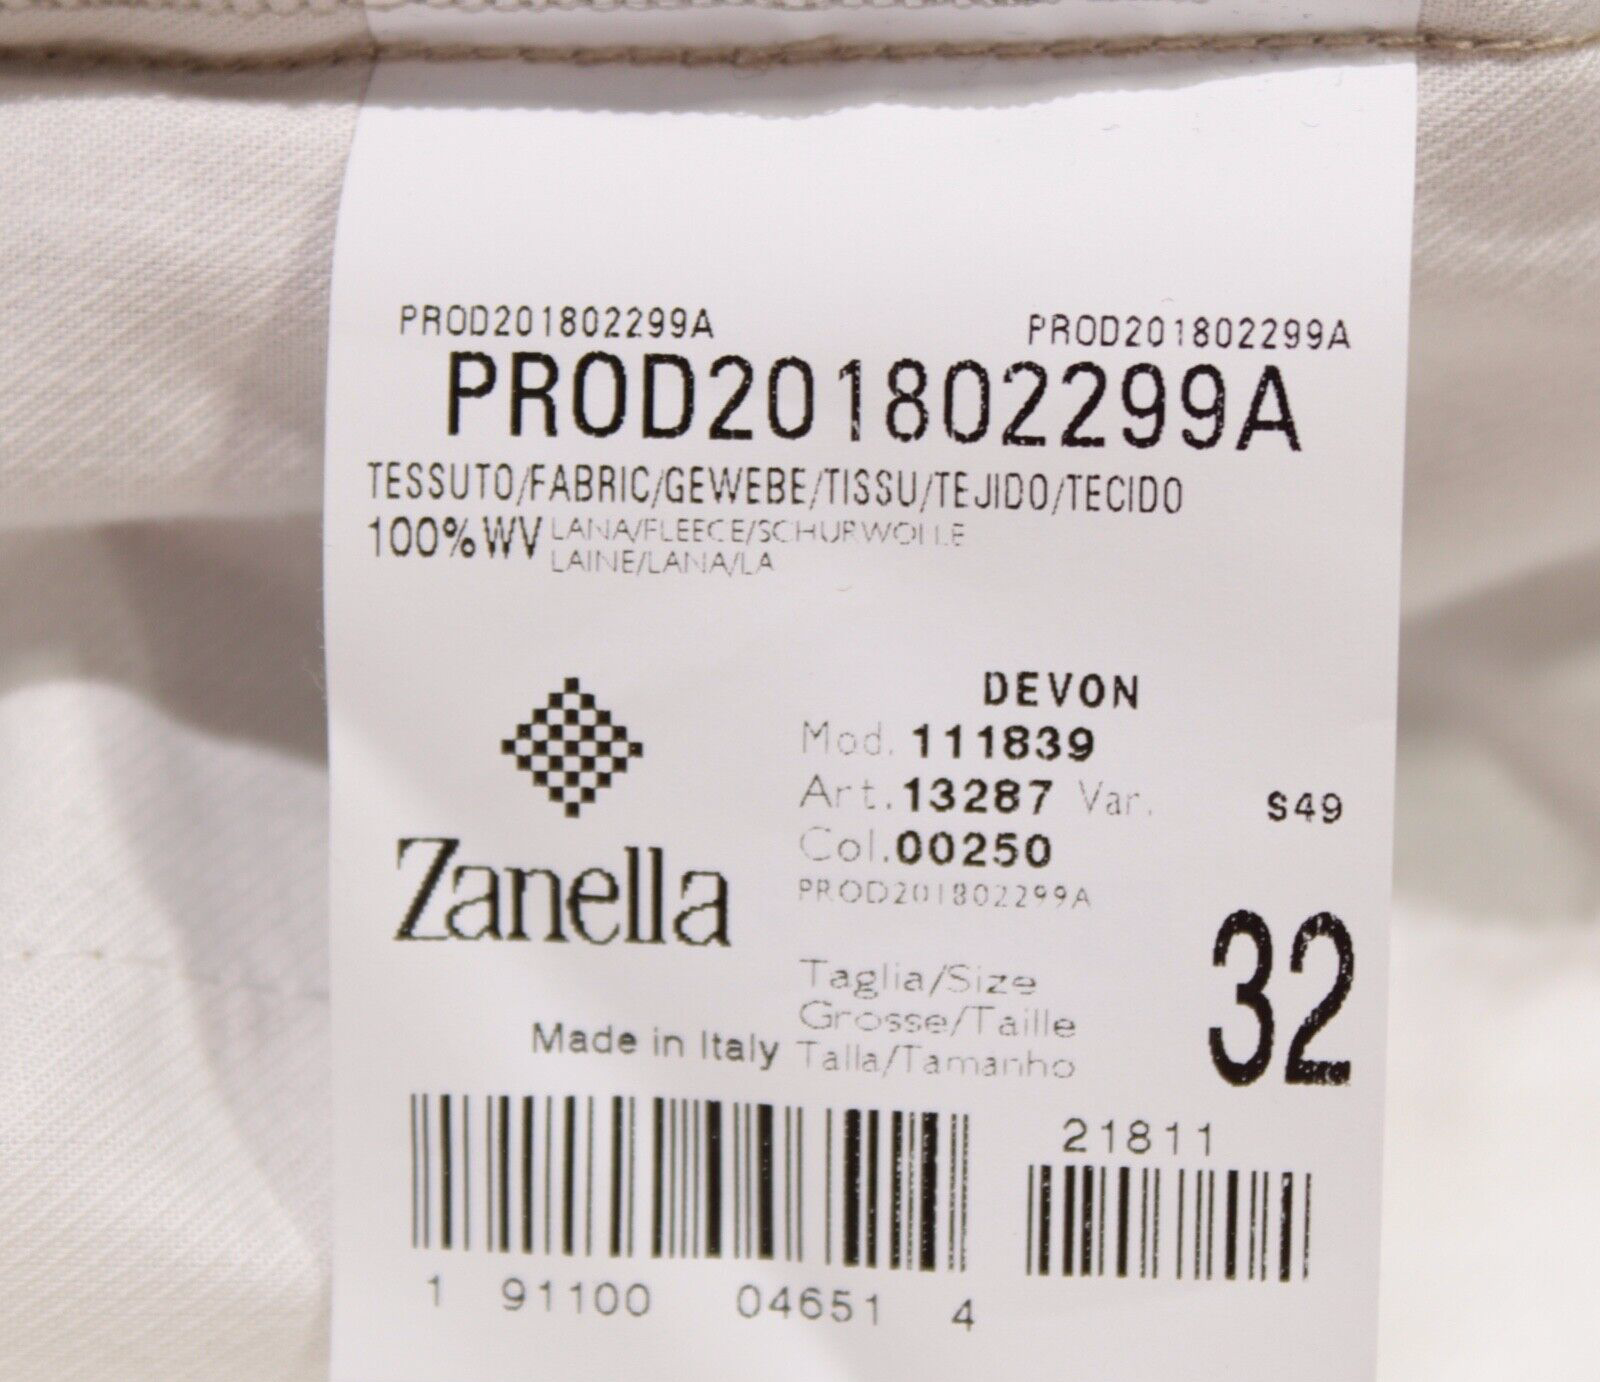 PROD201802299A PROD201802299A
PROD201802299A
TESSUTO/FABRIC/GEWEBE/TISSU/TEJIDO/TECIDO
100%WV LANA/FLEECE/SCHURWOLLE
LAINE/LANA/LA
DEVON
Mod. 111839
Art. 13287 Var. S49
Col. 00250
PROD201802299A
Zanella
Taglia/Size
Grosse/Taille
Talla/Tamanho
32
Made in Italy
21811
1 91100 04651 4